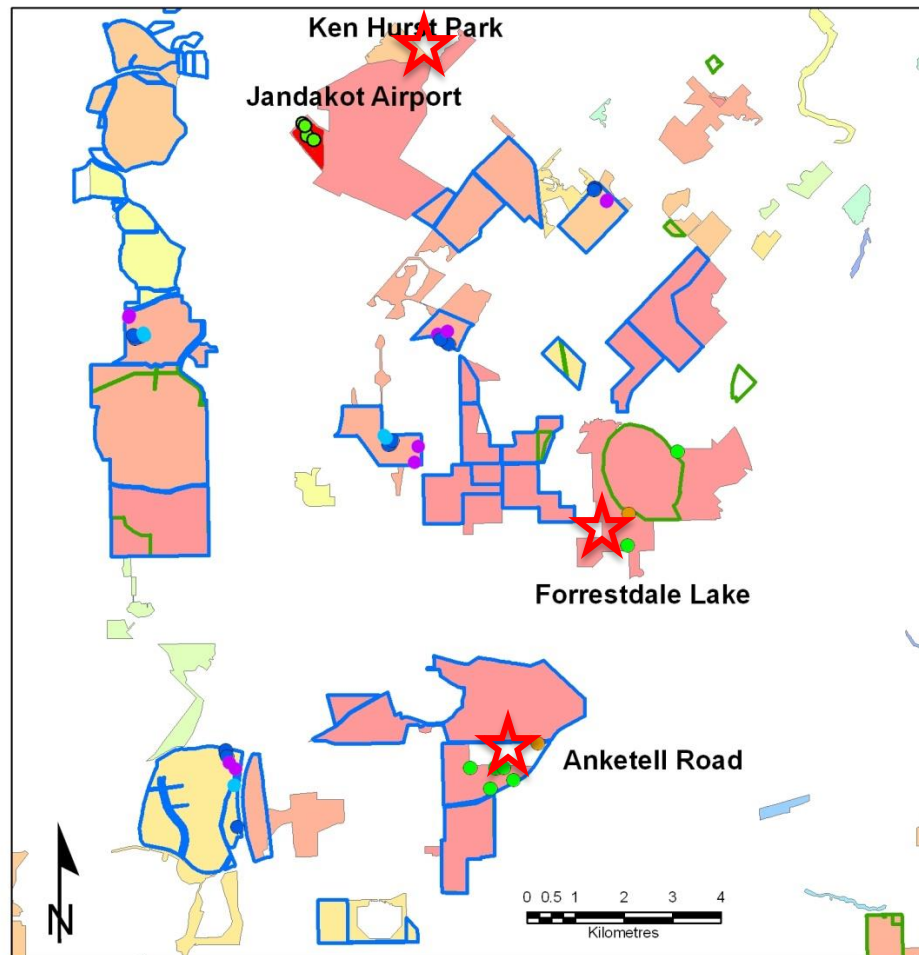 Ken Hurst Park
Jandakot Airport
Forrestdale Lake
Anketell Road
N
0 0.5 1 2 3 4
Kilometres